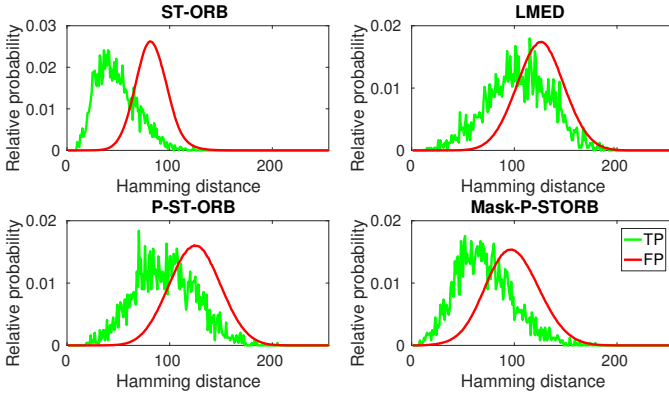 ST-ORB
0.03
0.02
0.01
0
Relative probability
0 100 200
Hamming distance
LMED
0.02
0.01
0
Relative probability
0 100 200
Hamming distance
P-ST-ORB
0.02
0.01
0
Relative probability
0 100 200
Hamming distance
Mask-P-STORB
0.02
0.01
0
Relative probability
0 100 200
Hamming distance
TP
FP